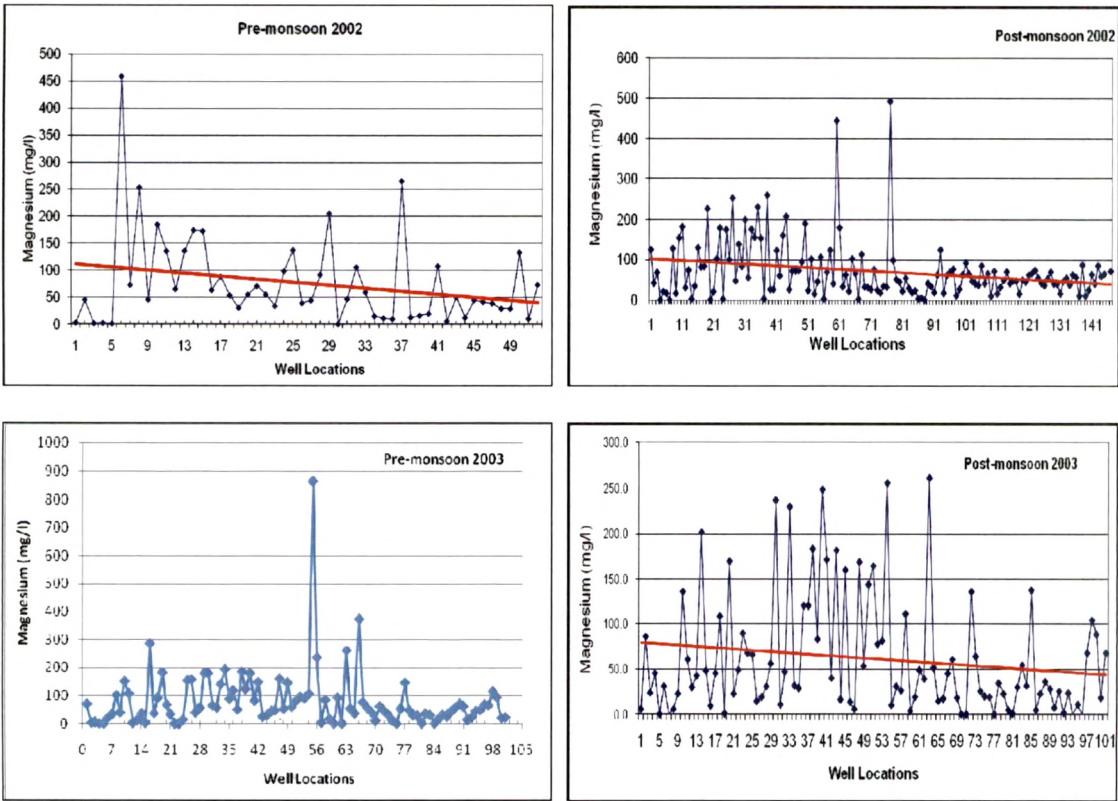 Pre-monsoon 2002
Magnesium (mg/l)
500
450
400
350
300
250
200
150
100
50
0
1 5 9 13 17 21 25 29 33 37 41 45 49
Well Locations
Post-monsoon 2002
Magnesium (mg/l)
600
500
400
300
200
100
0
1 11 21 31 41 51 61 71 81 91 101 111 121 131 141
Well Locations
Pre-monsoon 2003
Magnesium (mg/l)
1000
900
800
700
600
500
400
300
200
100
0
0 7 14 21 28 35 42 49 56 63 70 77 84 91 98 105
Well Locations
Post-monsoon 2003
Magnesium (mg/l)
300.0
250.0
200.0
150.0
100.0
50.0
0.0
1 5 9 13 17 21 25 29 33 37 41 45 49 53 57 61 65 69 73 77 81 85 89 93 97 101
Well Locations